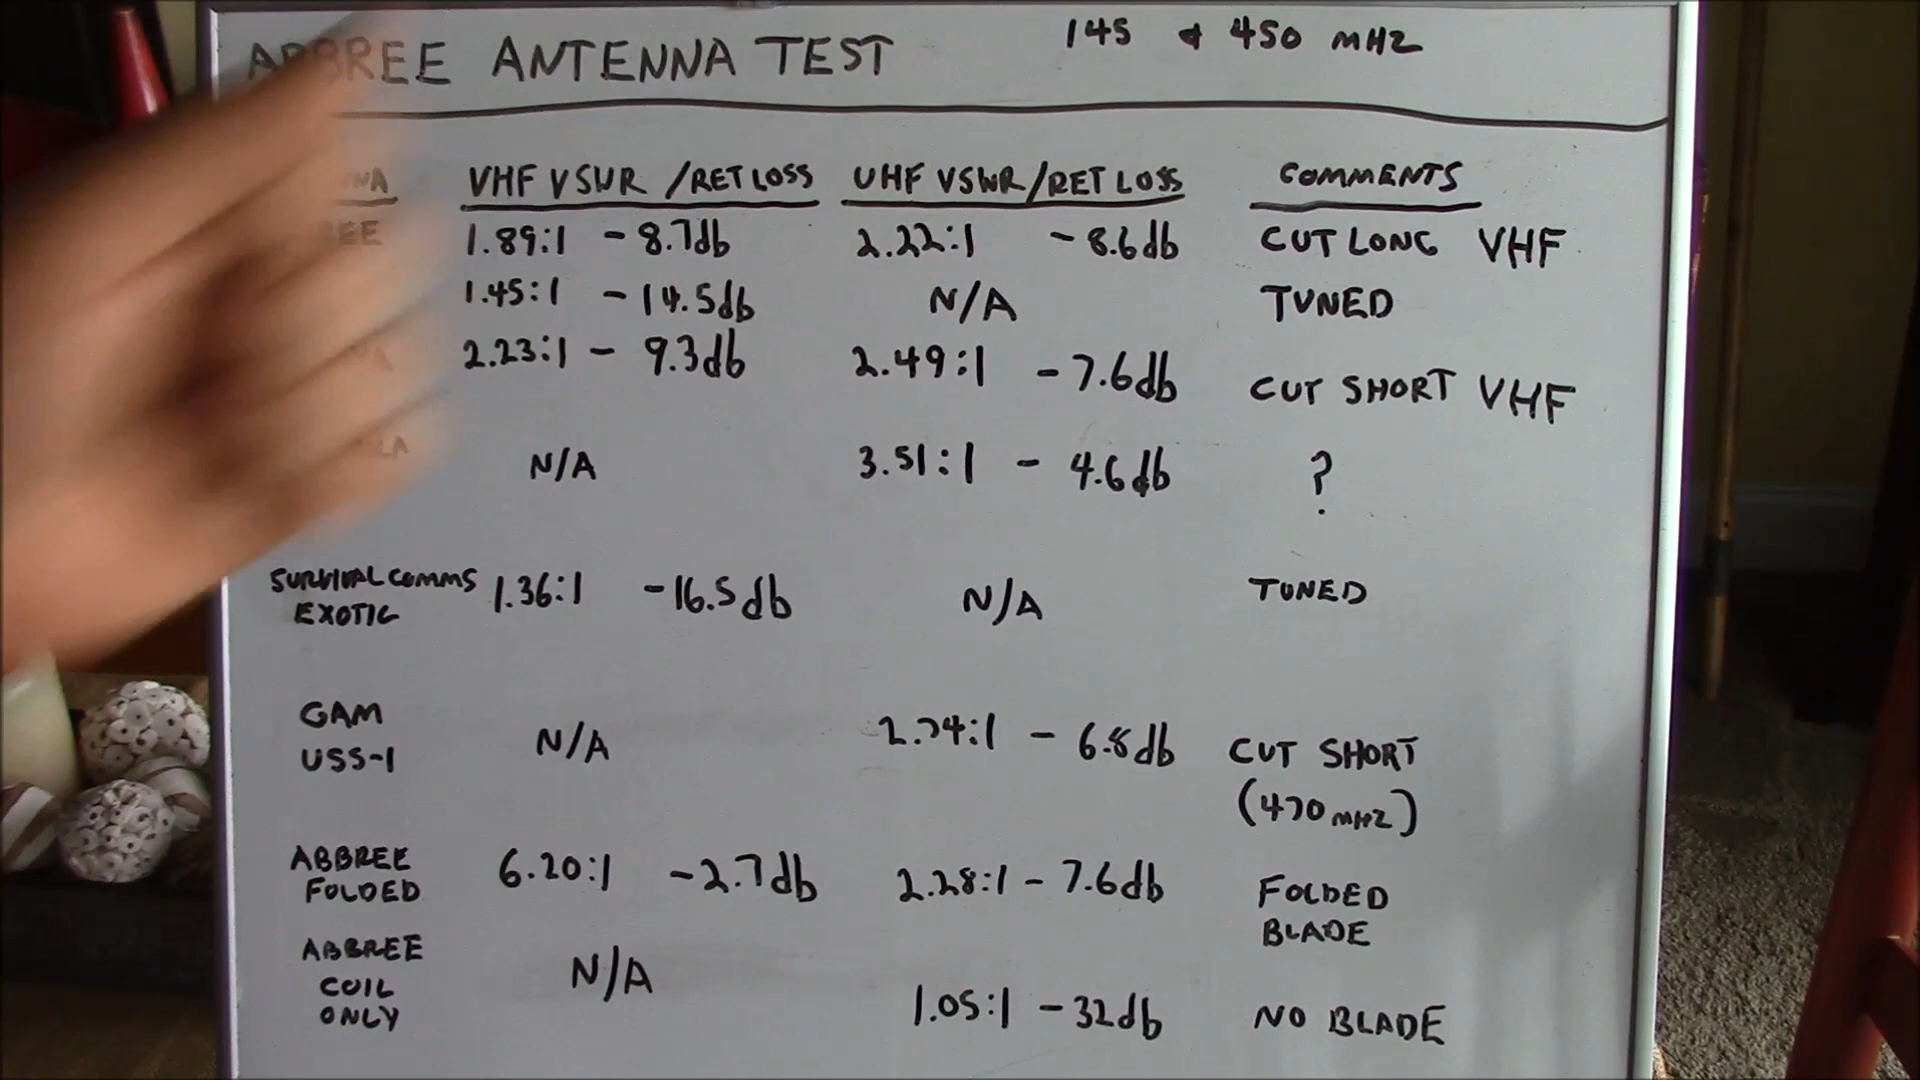 ABBREE ANTENNA TEST 145 & 450 MHZ
VHF VSWR /RET LOSS UHF VSWR/RET LOSS COMMENTS
1.89:1 -8.7db 2.22:1 -8.6db CUT LONG VHF
1.45:1 -14.5db N/A TUNED
2.23:1 - 9.3db 2.49:1 -7.6db CUT SHORT VHF
N/A 3.51:1 - 4.6db ?
SURVIVAL COMMS 1.36:1 -16.5db N/A TUNED
EXOTIC
GAM N/A 2.74:1 - 6.8db CUT SHORT
USS-1 (470 MHZ)
ABBREE 6.20:1 -2.7db 2.28:1 - 7.6db FOLDED
FOLDED BLADE
ABBREE N/A
COIL 1.05:1 -32db NO BLADE
ONLY